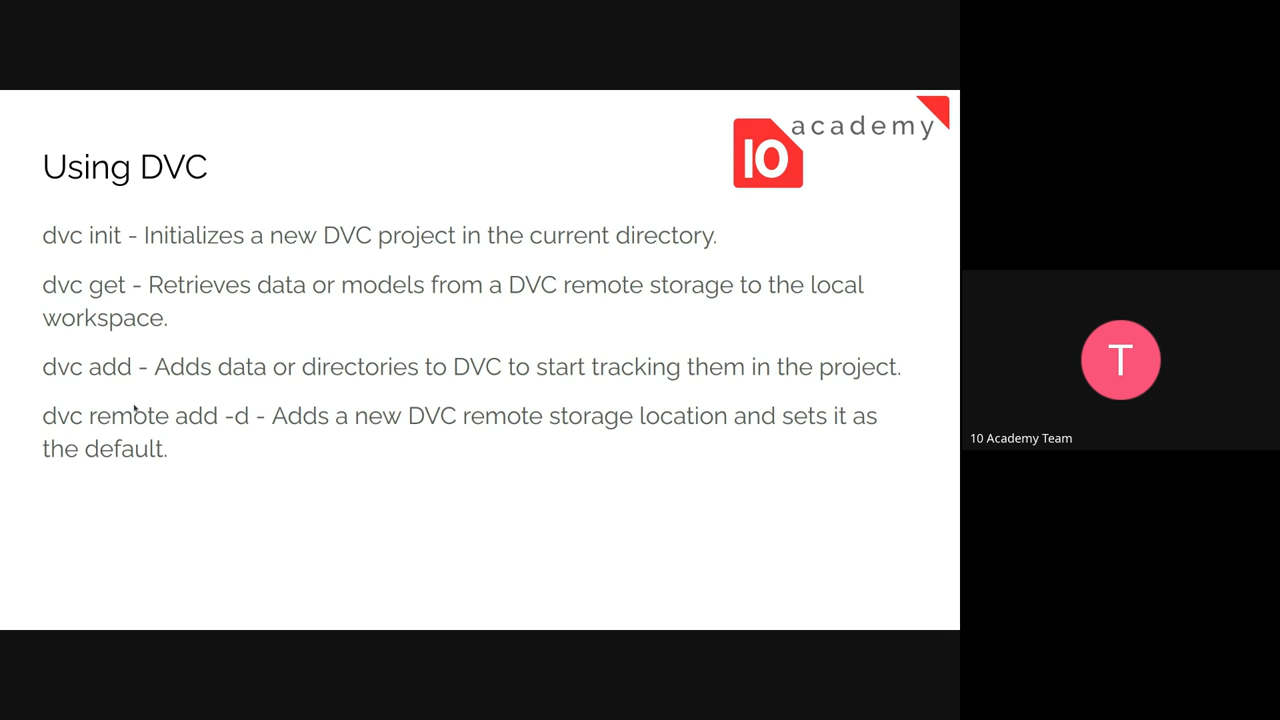 10 academy
Using DVC
dvc init - Initializes a new DVC project in the current directory.
dvc get - Retrieves data or models from a DVC remote storage to the local
workspace.
dvc add - Adds data or directories to DVC to start tracking them in the project.
dvc remote add -d - Adds a new DVC remote storage location and sets it as
the default.
T
10 Academy Team